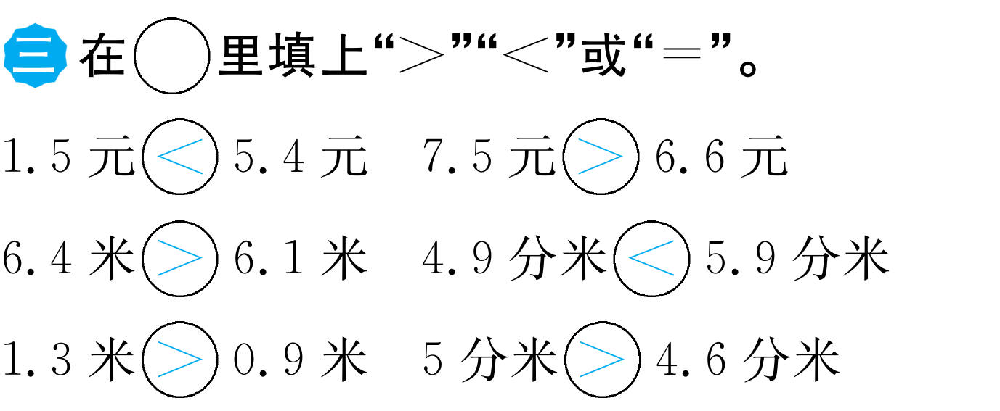 三 在○里填上“>”“<”或“=”。
1.5元<5.4元 7.5元>6.6元
6.4米>6.1米 4.9分米<5.9分米
1.3米>0.9米 5分米>4.6分米